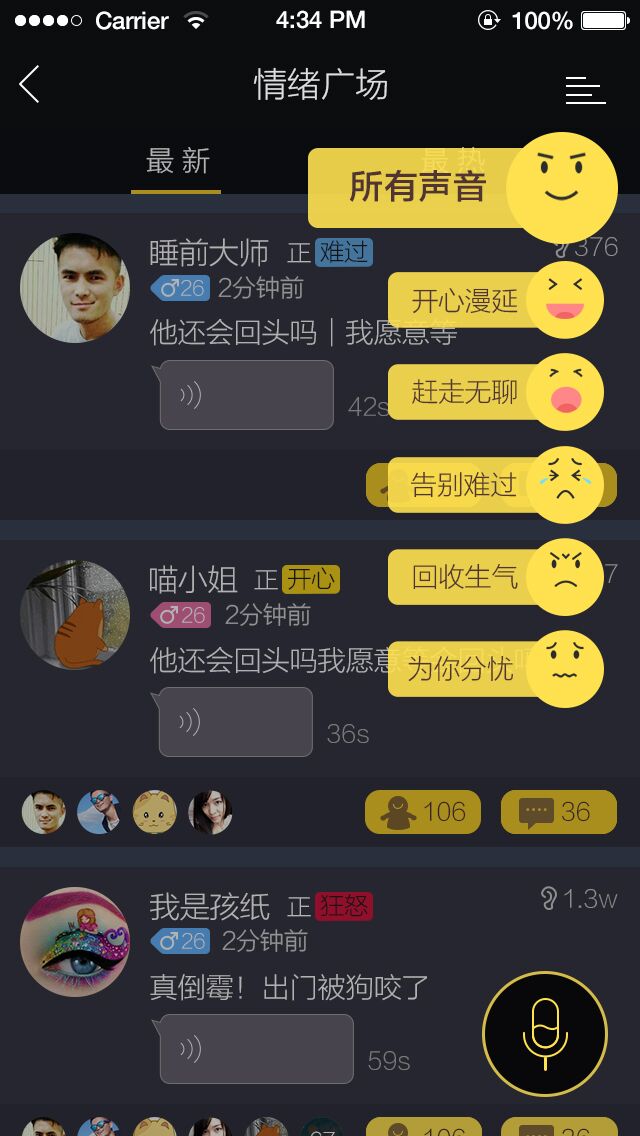 Carrier 4:34 PM 100%
情绪广场
最新
最热
所有声音
睡前大师 正 难过
376
26 2分钟前
开心漫延
他还会回头吗｜我愿意等
赶走无聊
42s
告别难过
喵小姐 正 开心
7
回收生气
26 2分钟前
他还会回头吗我愿意
为你分忧
36s
106 36
我是孩纸 正 狂怒
1.3w
26 2分钟前
真倒霉！出门被狗咬了
59s